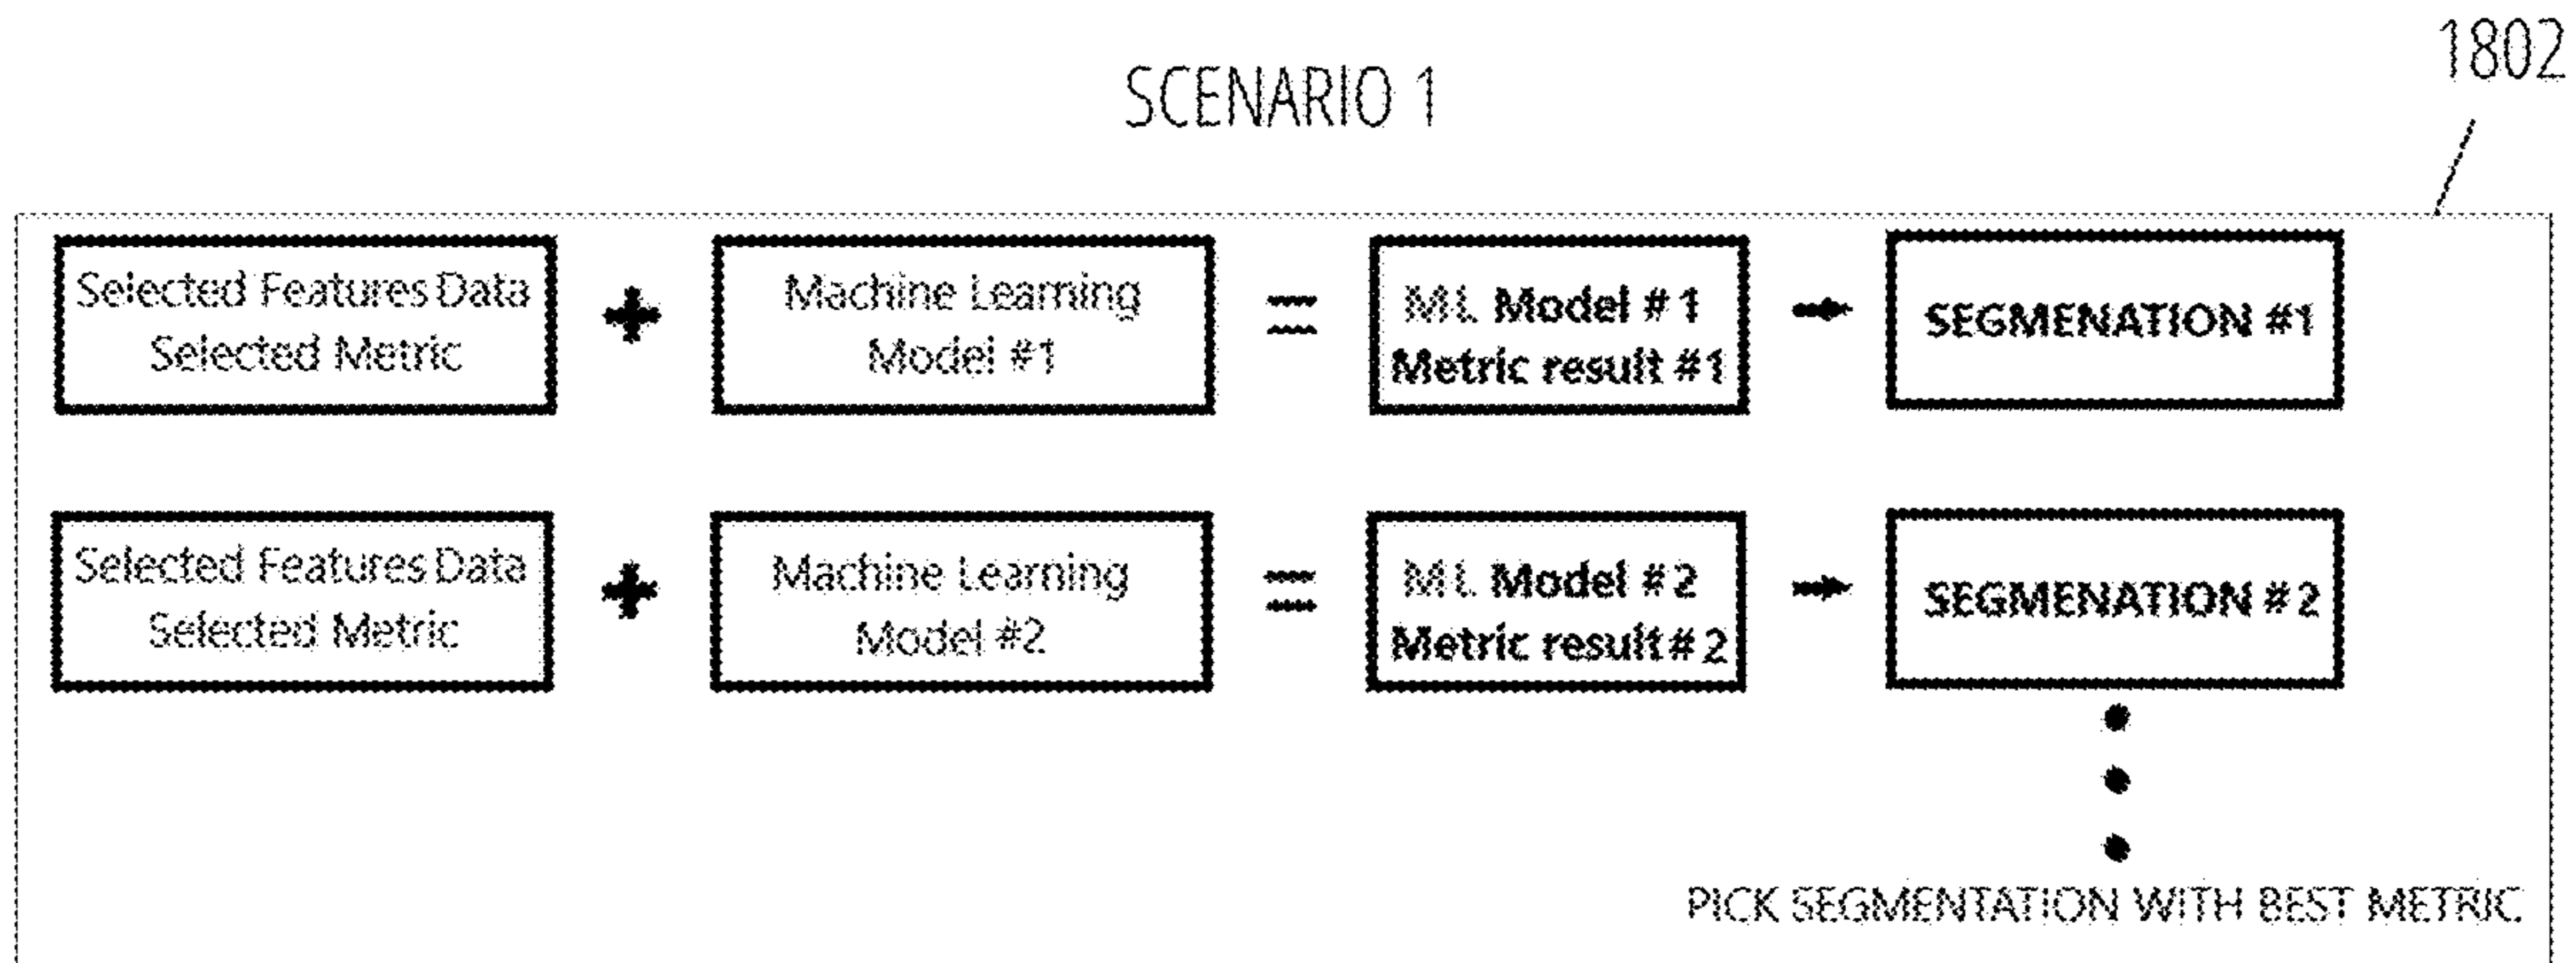 1802
SCENARIO 1
Selected Features Data
Selected Metric
+
Machine Learning
Model #1
=
ML Model #1
Metric result #1
SEGMENATION #1
Selected Features Data
Selected Metric
+
Machine Learning
Model #2
=
ML Model #2
Metric result #2
SEGMENATION #2
PICK SEGMENTATION WITH BEST METRIC